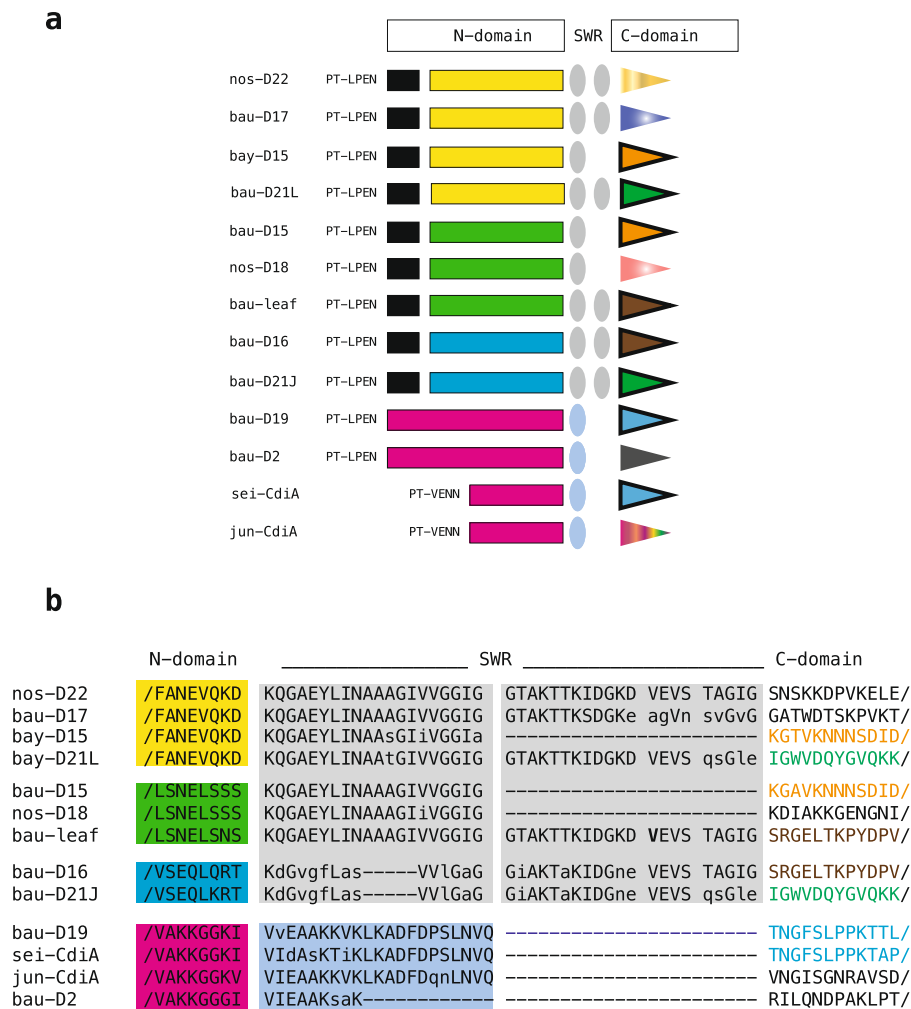 a
N-domain SWR C-domain
nos-D22 PT-LPEN
bau-D17 PT-LPEN
bay-D15 PT-LPEN
bau-D21L PT-LPEN
bau-D15 PT-LPEN
nos-D18 PT-LPEN
bau-leaf PT-LPEN
bau-D16 PT-LPEN
bau-D21J PT-LPEN
bau-D19 PT-LPEN
bau-D2 PT-LPEN
sei-CdiA PT-VENN
jun-CdiA PT-VENN
b
N-domain SWR C-domain
nos-D22 /FANEVQKD KQGAEYLINAAAGIVVGGIG GTAKTTKIDGKD VEVS TAGIG SNSKKDPVKELE/
bau-D17 /FANEVQKD KQGAEYLINAAAGIVVGGIG GTAKTTKSDGKe agVn svGvG GATWDTSKPVKT/
bay-D15 /FANEVQKD KQGAEYLINAAAsGIiVGGIa ----------------------- KGTVKNNNSDID/
bay-D21L /FANEVQKD KQGAEYLINAAAtGIVVGGIG GTAKTTKIDGKD VEVS qsGle IGWVDQYGVQKK/
bau-D15 /LSNELSSS KQGAEYLINAAAGIVVGGIG ----------------------- KGAVKNNNSDID/
nos-D18 /LSNELSSS KQGAEYLINAAAGIiVGGIG ----------------------- KDIAKKGENGNI/
bau-leaf /LSNELSNS KQGAEYLINAAAGIVVGGIG GTAKTTKIDGKD VEVS TAGIG SRGELTKPYDPV/
bau-D16 /VSEQLQRT KdGvgfLas-----VVlGaG GiAKTaKIDGne VEVS TAGIG SRGELTKPYDPV/
bau-D21J /VSEQLKRT KdGvgfLas-----VVlGaG GiAKTaKIDGne VEVS qsGle IGWVDQYGVQKK/
bau-D19 /VAKKGGKI VvEAAKKVKLKADFDPSLNVQ ----------------------- TNGFSLPPKTTL/
sei-CdiA /VAKKGGKI VIdAsKTiKLKADFDPSLNVQ ----------------------- TNGFSLPPKTAP/
jun-CdiA /VAKKGGKV VIEAAKKVKLKADFDqnLNVQ ----------------------- VNGISGNRAVSD/
bau-D2 /VAKKGGGI VIEAAKsaK------------ ----------------------- RILQNDPAKLPT/